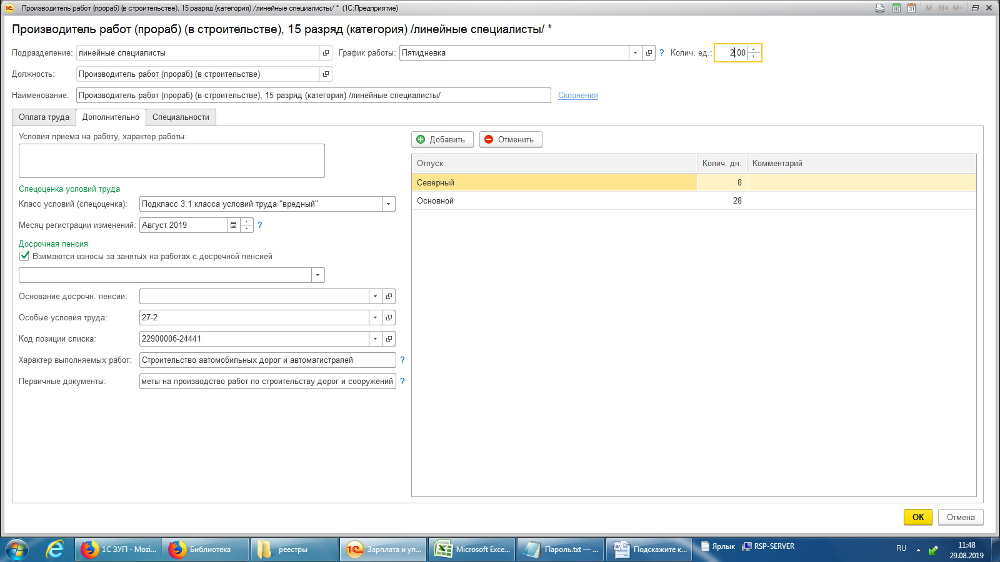 Производитель работ (прораб) (в строительстве), 15 разряд (категория) /линейные специалисты/ * (1С:Предприятие)
M M+ M-
Производитель работ (прораб) (в строительстве), 15 разряд (категория) /линейные специалисты/ *
Подразделение: линейные специалисты График работы: Пятидневка ? Колич. ед.: 2,00
Должность: Производитель работ (прораб) (в строительстве)
Наименование: Производитель работ (прораб) (в строительстве), 15 разряд (категория) /линейные специалисты/ Склонения
Оплата труда Дополнительно Специальности
Условия приема на работу, характер работы:
Добавить Отменить
Отпуск Колич. дн. Комментарий
Северный 8
Основной 28
Спецоценка условий труда
Класс условий (спецоценка): Подкласс 3.1 класса условий труда "вредный"
Месяц регистрации изменений: Август 2019 ?
Досрочная пенсия
Взимаются взносы за занятых на работах с досрочной пенсией
Основание досрочн. пенсии:
Особые условия труда: 27-2
Код позиции списка: 2290000б-24441
Характер выполняемых работ: Строительство автомобильных дорог и автомагистралей ?
Первичные документы: меты на производство работ по строительству дорог и сооружений ?
ОК Отмена
1С ЗУП - Mozi... Библиотека реестры Зарплата и уп... Microsoft Exce... Пароль.txt — ... Подскажите к... Ярлык RSP-SERVER RU 11:48
29.08.2019